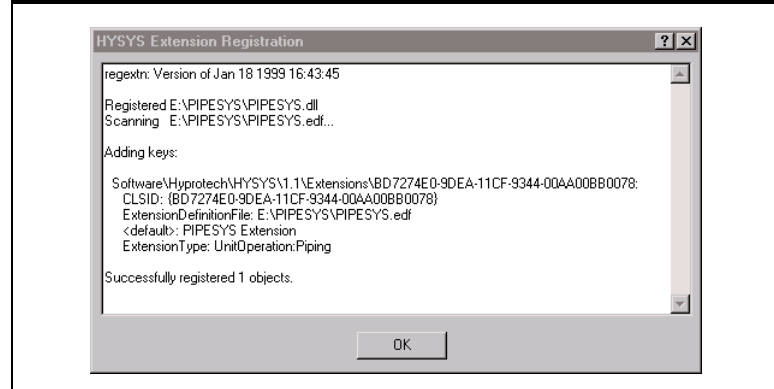 HYSYS Extension Registration
regextn: Version of Jan 18 1999 16:43:45
Registered E:\PIPESYS\PIPESYS.dll
Scanning E:\PIPESYS\PIPESYS.edf...
Adding keys:
Software\Hyprotech\HYSYS\1.1\Extensions\BD7274E0-9DEA-11CF-9344-00AA00BB0078:
CLSID: {BD7274E0-9DEA-11CF-9344-00AA00BB0078}
ExtensionDefinitionFile: E:\PIPESYS\PIPESYS.edf
<default>: PIPESYS Extension
ExtensionType: UnitOperation:Piping
Successfully registered 1 objects.
OK